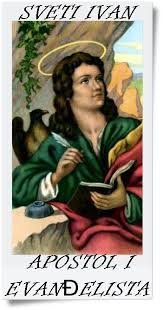 SVETI IVAN
APOSTOL I
EVANĐELISTA